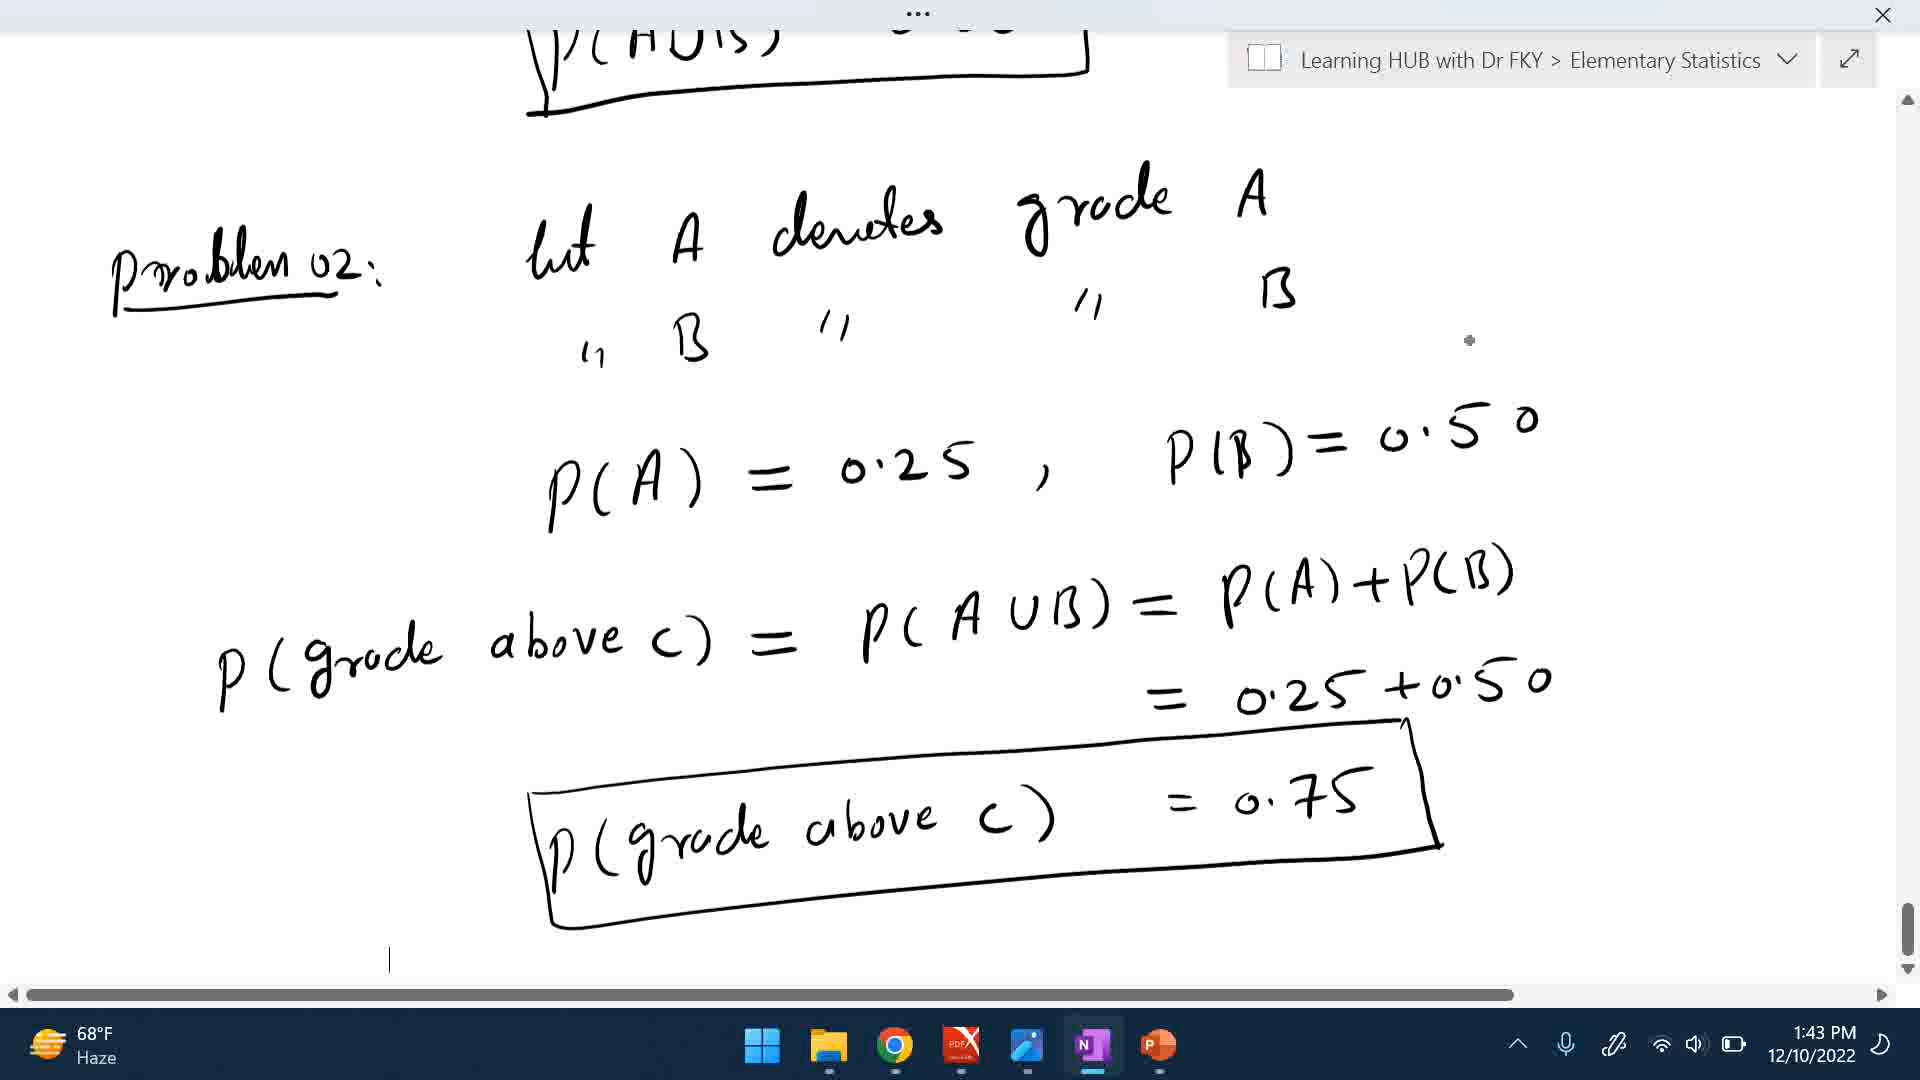 ...
P(AUB)
Learning HUB with Dr FKY > Elementary Statistics
Problem 02: let A denotes grade A
" B " " B
P(A) = 0.25 , P(B) = 0.50
P(grade above c) = P(A U B) = P(A) + P(B)
= 0.25 + 0.50
P(grade above c) = 0.75
68°F
Haze
1:43 PM
12/10/2022